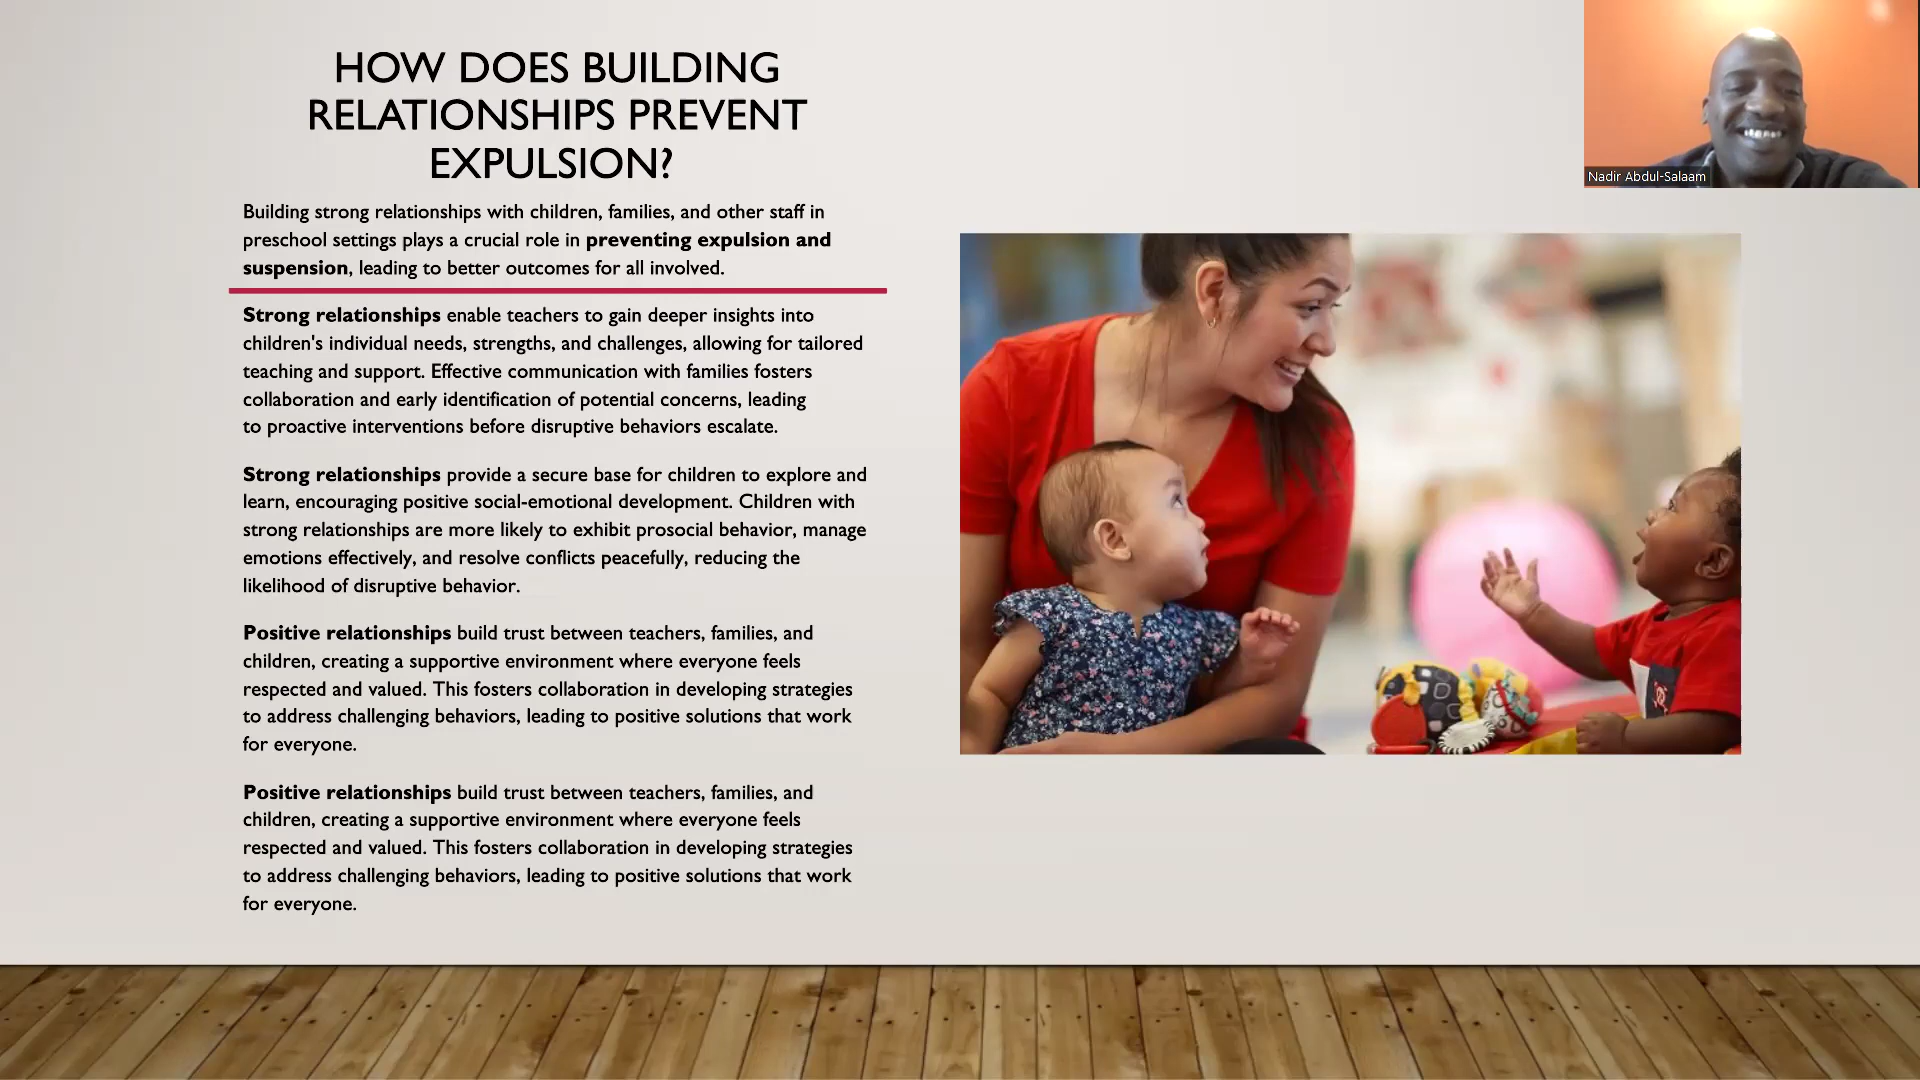 HOW DOES BUILDING
RELATIONSHIPS PREVENT
EXPULSION?
Building strong relationships with children, families, and other staff in
preschool settings plays a crucial role in preventing expulsion and
suspension, leading to better outcomes for all involved.
Strong relationships enable teachers to gain deeper insights into
children's individual needs, strengths, and challenges, allowing for tailored
teaching and support. Effective communication with families fosters
collaboration and early identification of potential concerns, leading
to proactive interventions before disruptive behaviors escalate.
Strong relationships provide a secure base for children to explore and
learn, encouraging positive social-emotional development. Children with
strong relationships are more likely to exhibit prosocial behavior, manage
emotions effectively, and resolve conflicts peacefully, reducing the
likelihood of disruptive behavior.
Positive relationships build trust between teachers, families, and
children, creating a supportive environment where everyone feels
respected and valued. This fosters collaboration in developing strategies
to address challenging behaviors, leading to positive solutions that work
for everyone.
Positive relationships build trust between teachers, families, and
children, creating a supportive environment where everyone feels
respected and valued. This fosters collaboration in developing strategies
to address challenging behaviors, leading to positive solutions that work
for everyone.
Nadir Abdul-Salaam